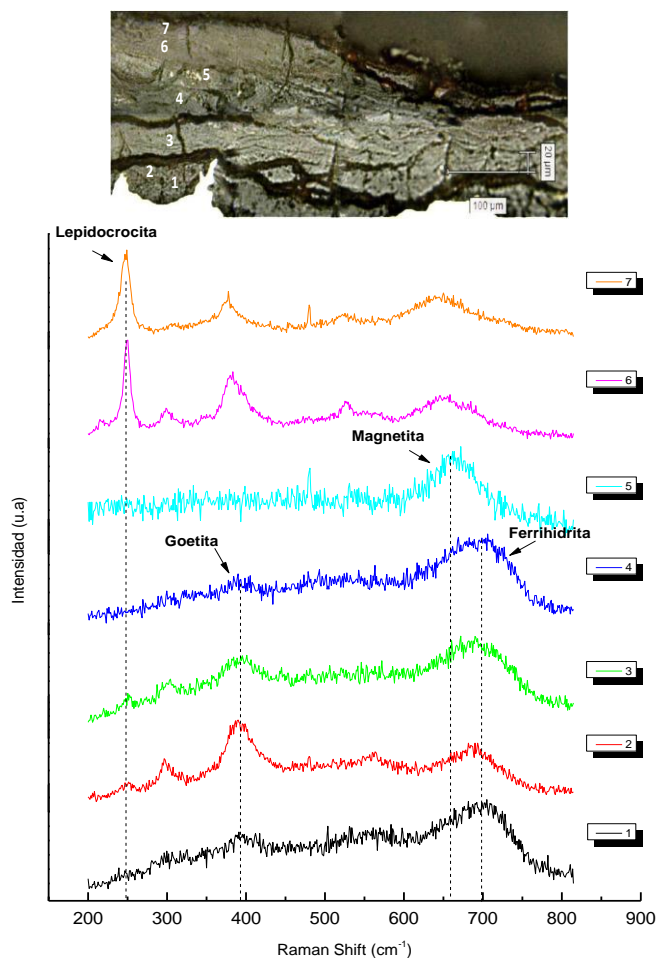 7
6
5
4
3
2
1
20 µm
100 µm
Lepidocrocita
7
6
Magnetita
5
Goetita
Ferrihidrita
4
3
2
1
Intensidad (u.a)
200 300 400 500 600 700 800 900
Raman Shift (cm⁻¹)